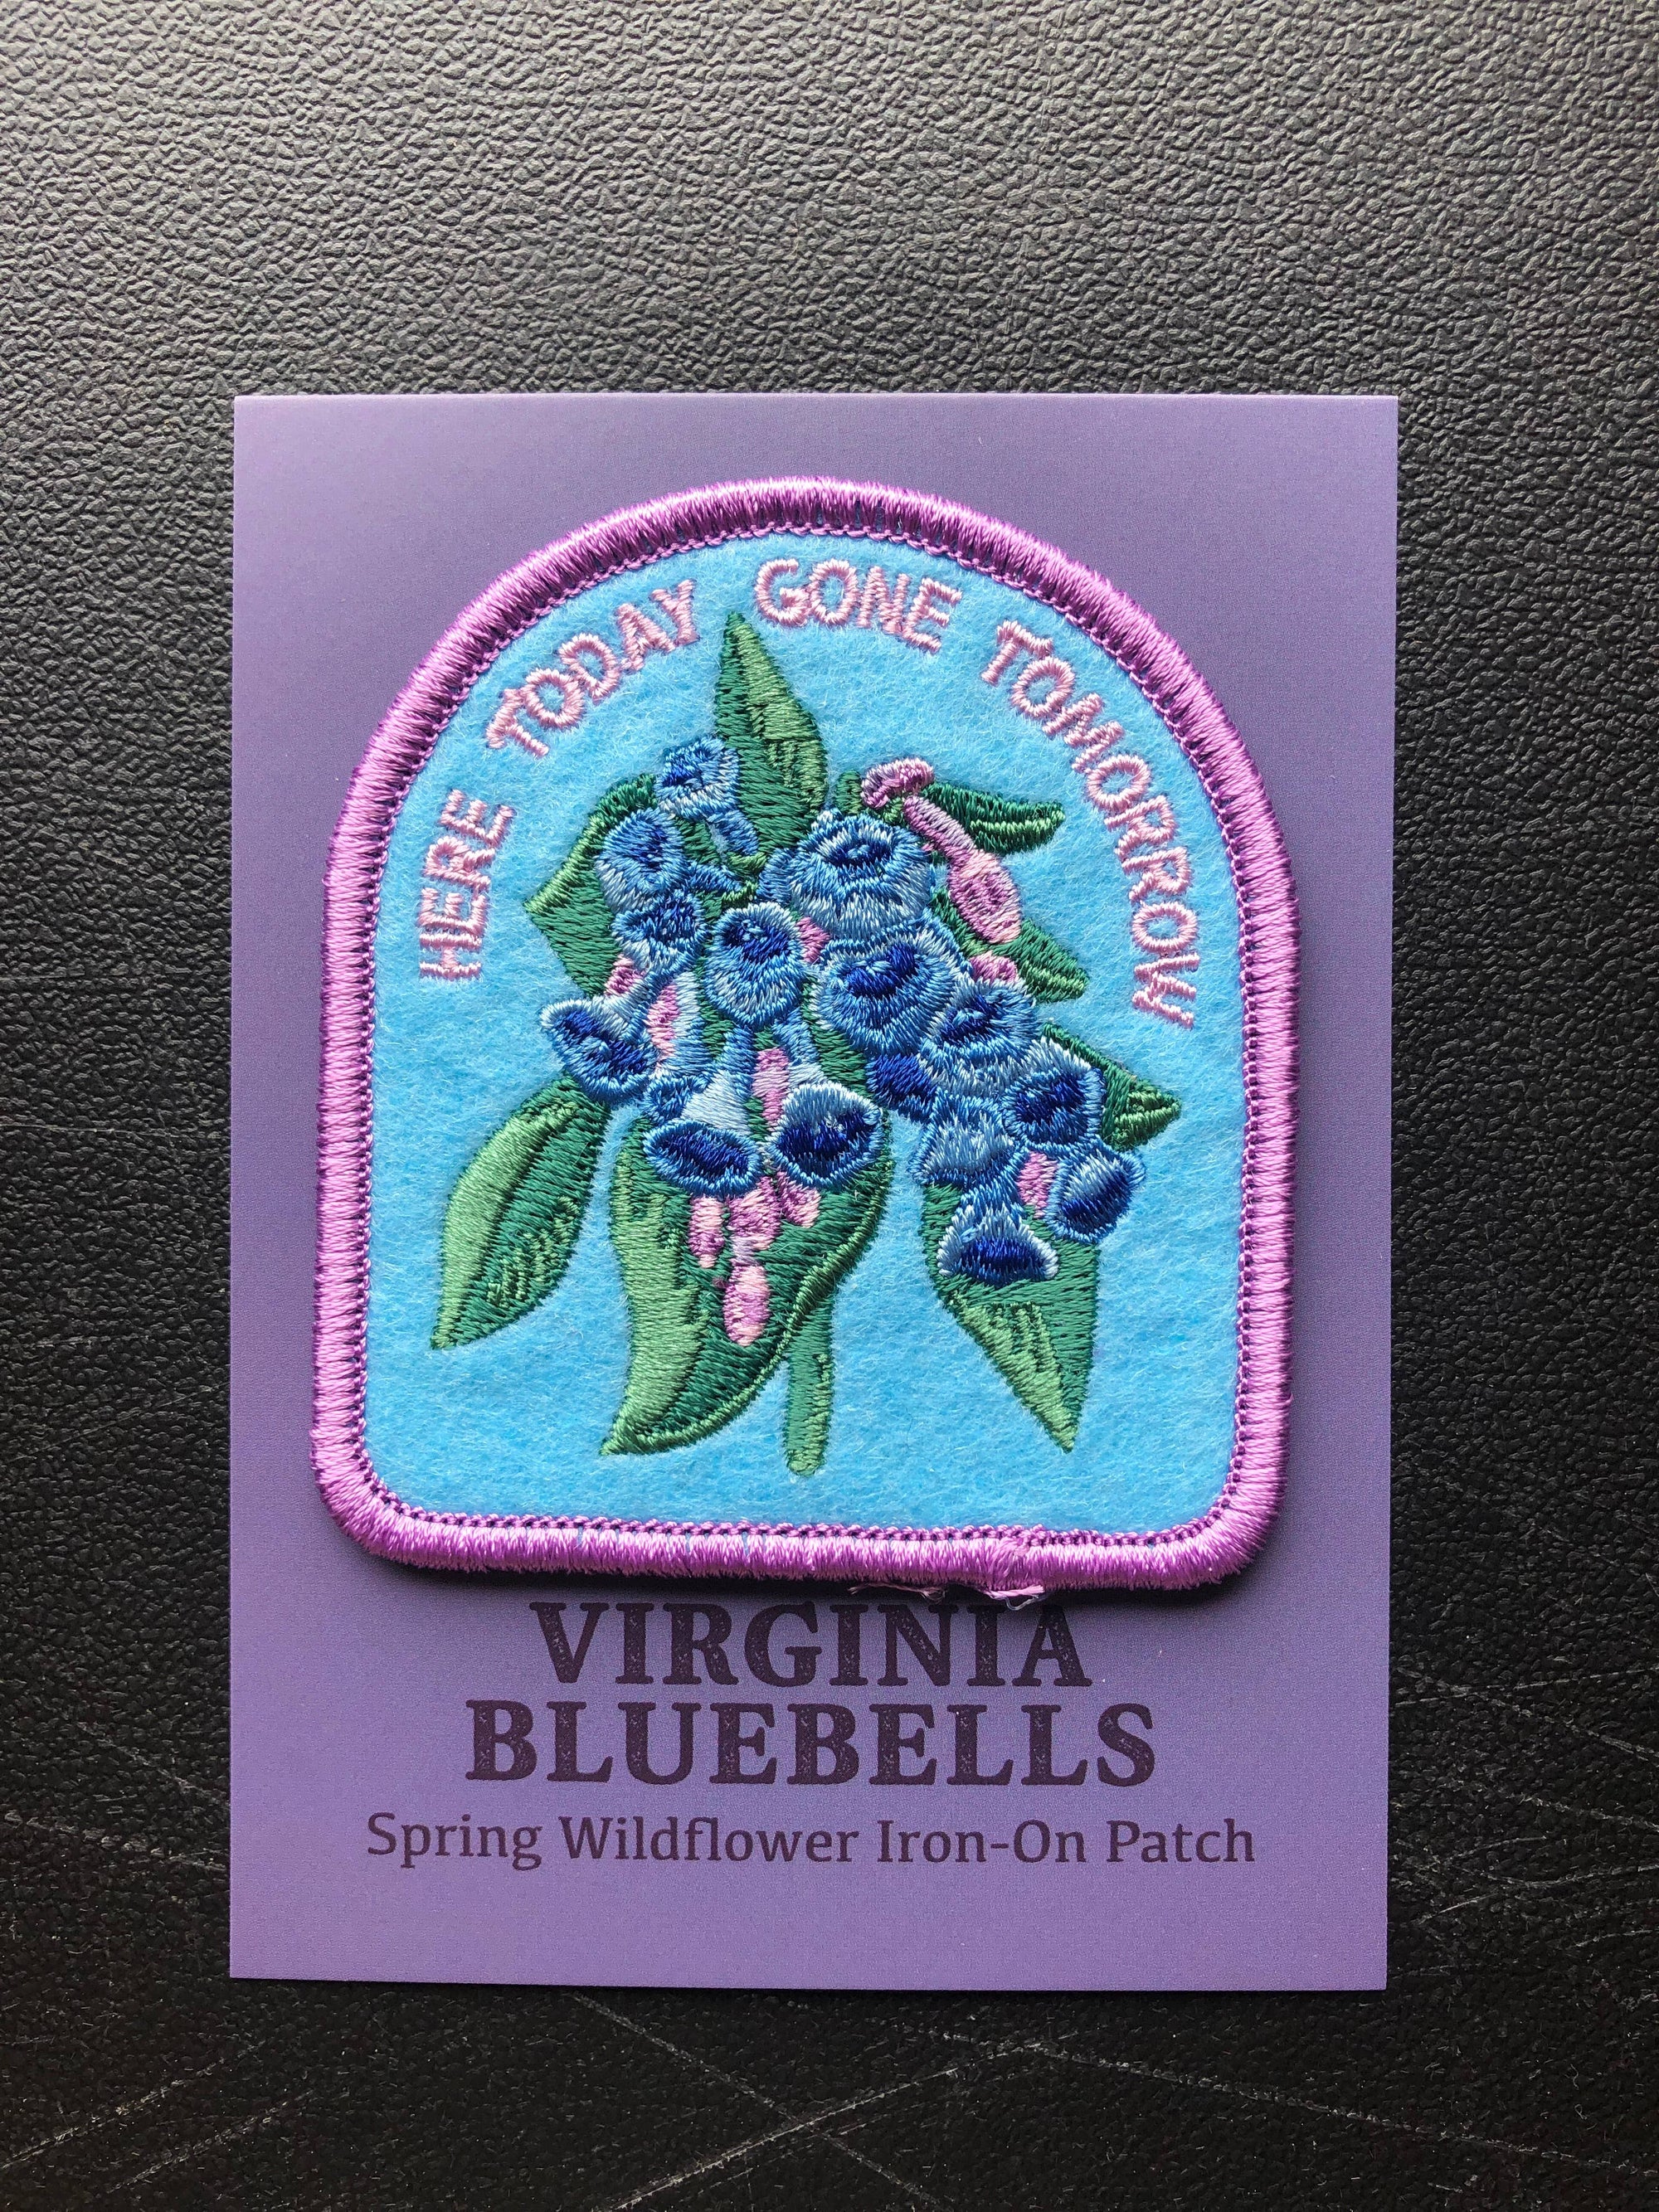 HERE TODAY GONE TOMORROW
VIRGINIA
BLUEBELLS
Spring Wildflower Iron-On Patch